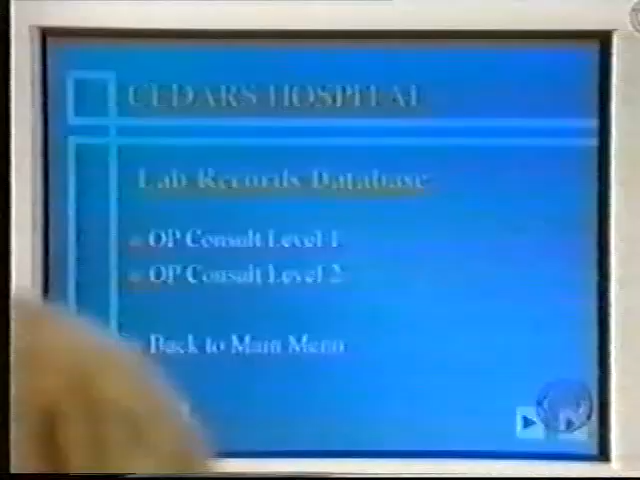 CEDARS HOSPITAL
Lab Records Database
OP Consult Level 1
OP Consult Level 2
Back to Main Menu